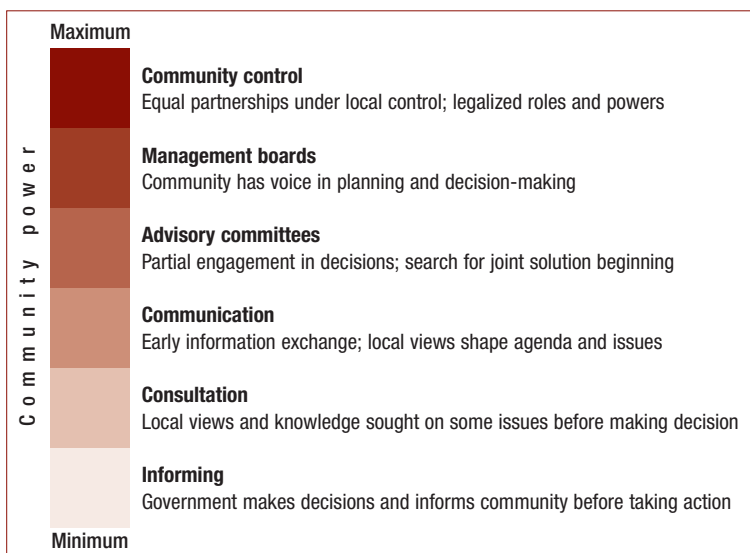 Maximum
Community power
Community control
Equal partnerships under local control; legalized roles and powers
Management boards
Community has voice in planning and decision-making
Advisory committees
Partial engagement in decisions; search for joint solution beginning
Communication
Early information exchange; local views shape agenda and issues
Consultation
Local views and knowledge sought on some issues before making decision
Informing
Government makes decisions and informs community before taking action
Minimum